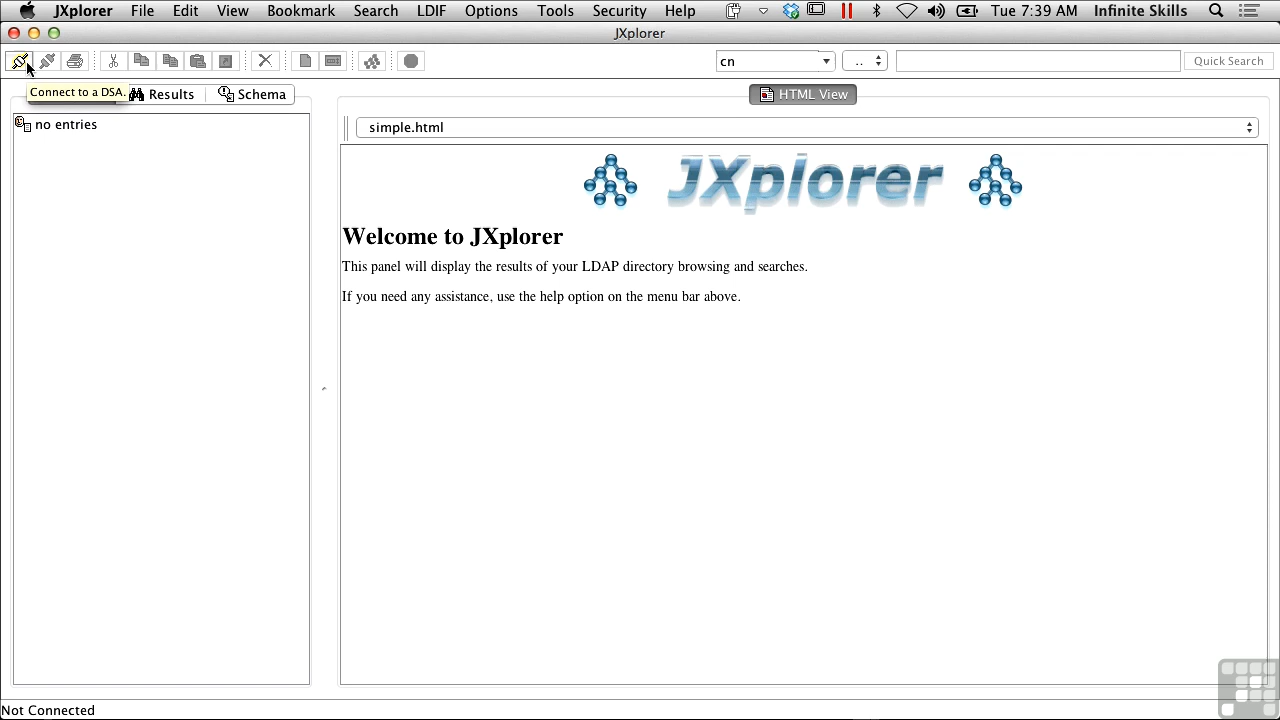 JXplorer File Edit View Bookmark Search LDIF Options Tools Security Help Tue 7:39 AM Infinite Skills
JXplorer
cn .. Quick Search
Connect to a DSA. Results Schema HTML View
no entries
simple.html
JXplorer
Welcome to JXplorer
This panel will display the results of your LDAP directory browsing and searches.
If you need any assistance, use the help option on the menu bar above.
Not Connected